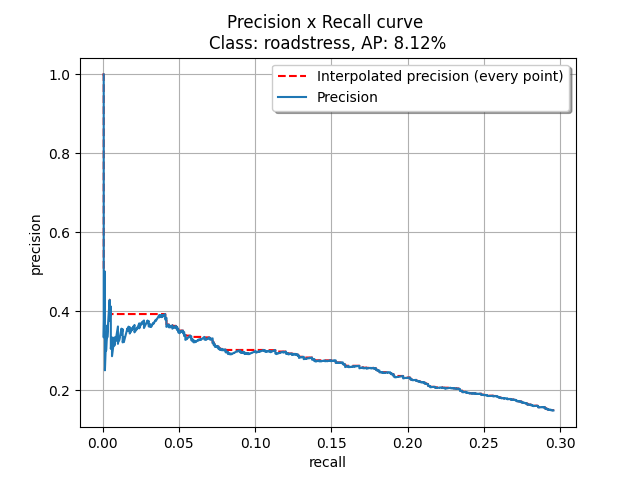 Precision x Recall curve
Class: roadstress, AP: 8.12%
Interpolated precision (every point)
Precision
1.0
0.8
0.6
0.4
0.2
precision
0.00 0.05 0.10 0.15 0.20 0.25 0.30
recall